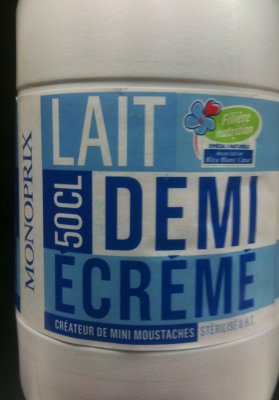 MONOPRIX
LAIT
Filière
nutrition
OMEGA 3 NATURELS
Association
Bleu Blanc Cœur
50CL
DEMI
ÉCRÉMÉ
CRÉATEUR DE MINI MOUSTACHES
STÉRILISÉ U.H.T.